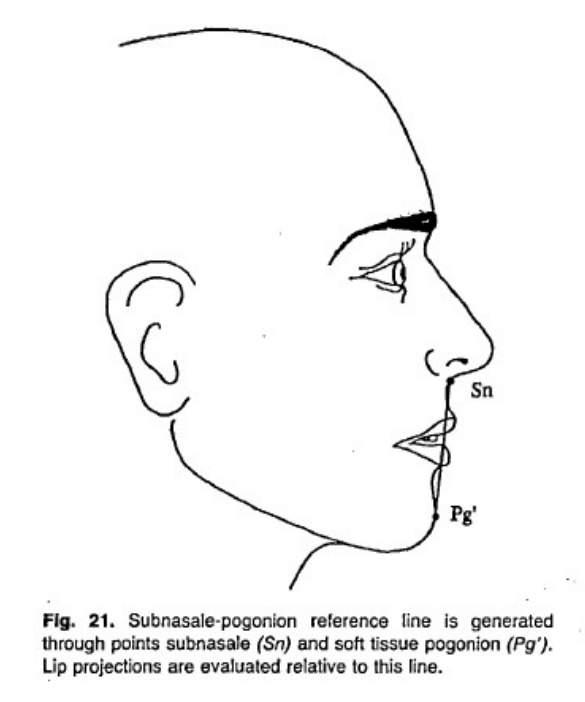 Sn
Pg'
Fig. 21. Subnasale-pogonion reference line is generated
through points subnasale (Sn) and soft tissue pogonion (Pg').
Lip projections are evaluated relative to this line.